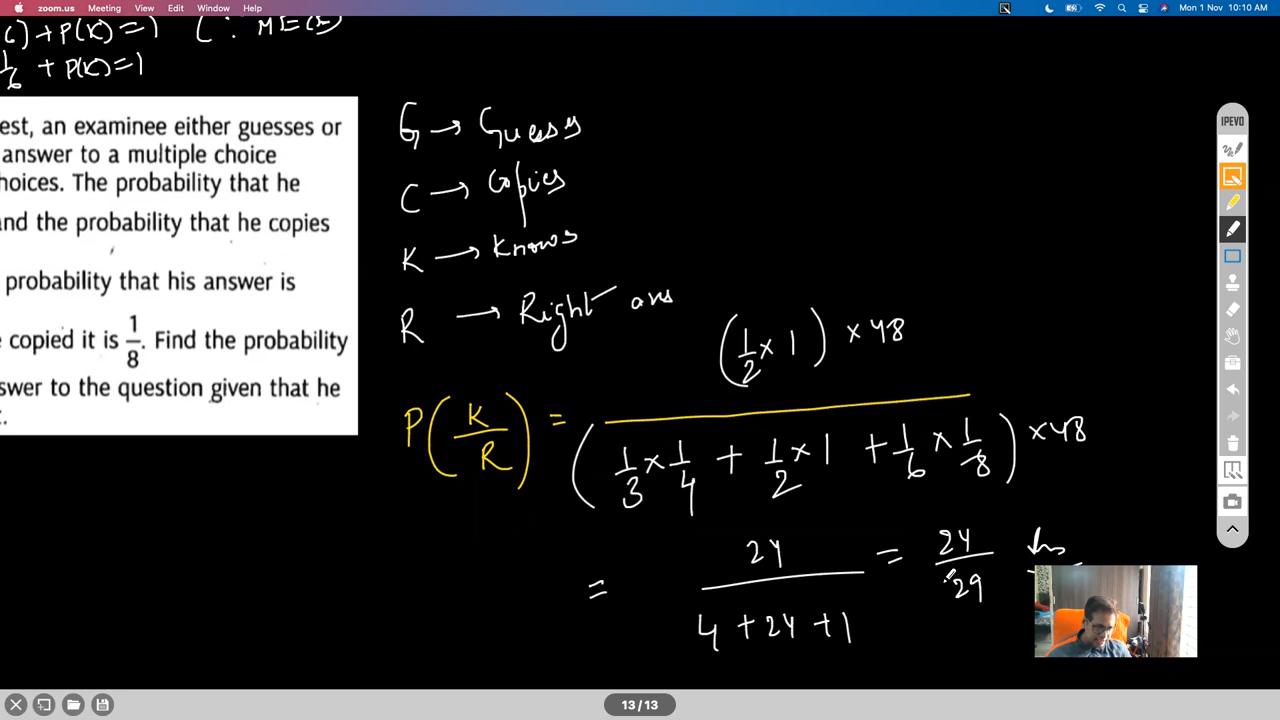 zoom.us Meeting View Edit Window Help Mon 1 Nov 10:10 AM
) + P(K) = 1 ( ∵ ME CE)
1/6 + P(K) = 1
est, an examinee either guesses or
answer to a multiple choice
hoices. The probability that he
nd the probability that he copies
probability that his answer is
copied it is 1/8. Find the probability
swer to the question given that he
G → Guess
C → Copies
K → Knows
R → Right ans
P(K/R) = (1/2 × 1) × 48 / (1/3 × 1/4 + 1/2 × 1 + 1/6 × 1/8) × 48
= 24 / 4 + 24 + 1 = 24/29
IPEVO
13/13